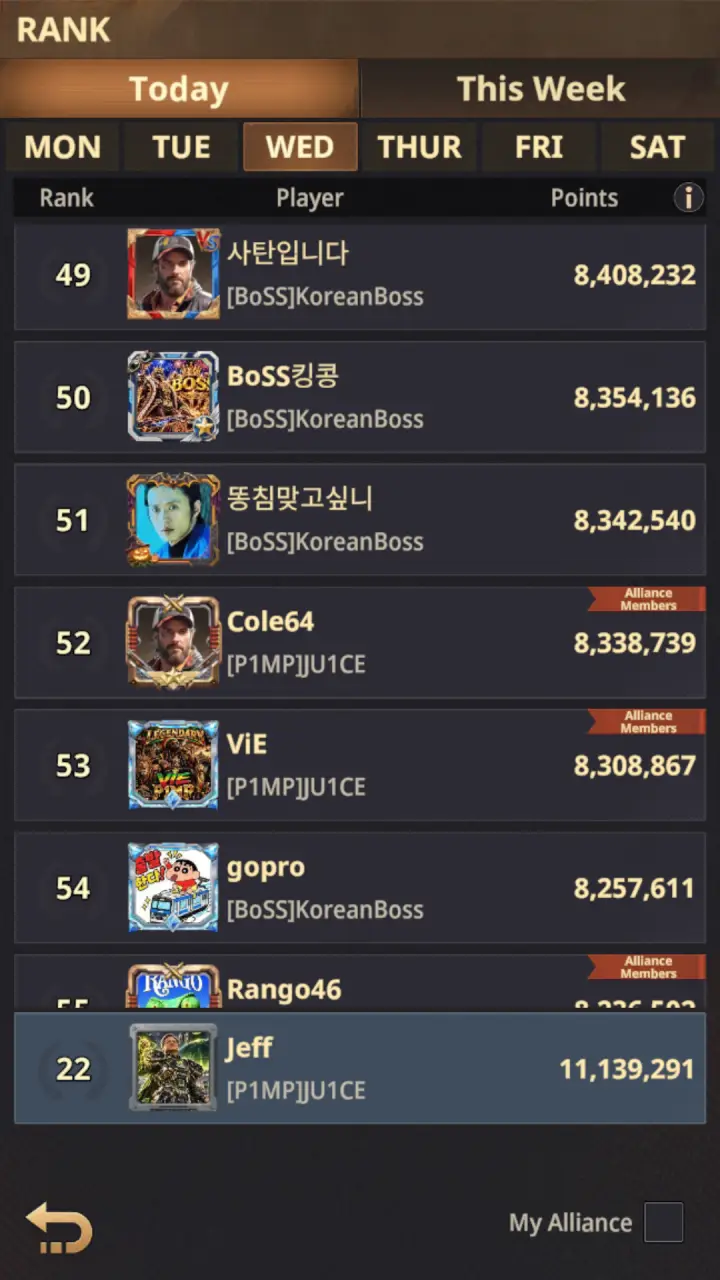 RANK
Today
This Week
MON TUE WED THUR FRI SAT
Rank Player Points i
49
사탄입니다
[BoSS]KoreanBoss
8,408,232
50
BoSS킹콩
[BoSS]KoreanBoss
8,354,136
51
똥침맞고싶니
[BoSS]KoreanBoss
8,342,540
Alliance
Members
52
Cole64
[P1MP]JU1CE
8,338,739
Alliance
Members
53
ViE
[P1MP]JU1CE
8,308,867
54
gopro
[BoSS]KoreanBoss
8,257,611
Alliance
Members
55
Rango46
22
Jeff
[P1MP]JU1CE
11,139,291
My Alliance